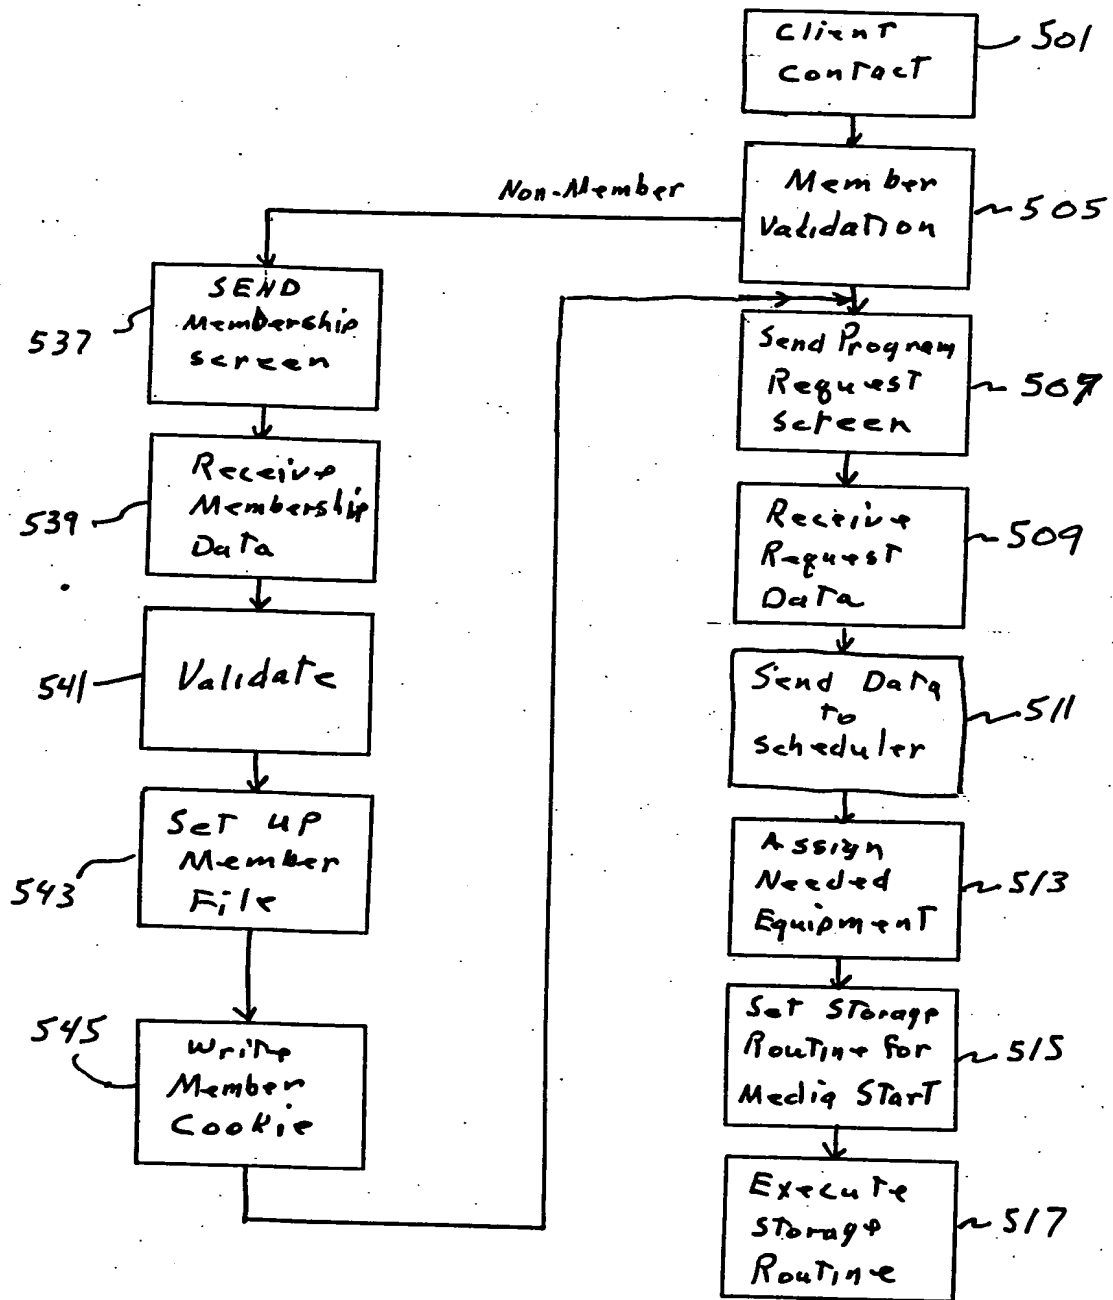 Client
Contact
501
Member
Validation
505
Non-Member
SEND
Membership
Screen
537
Send Program
Request
Screen
507
Receive
Membership
Data
539
Receive
Request
Data
509
Validate
541
Send Data
to
Scheduler
511
Set up
Member
File
543
Assign
Needed
Equipment
513
Write
Member
Cookie
545
Set Storage
Routine for
Media Start
515
Execute
Storage
Routine
517